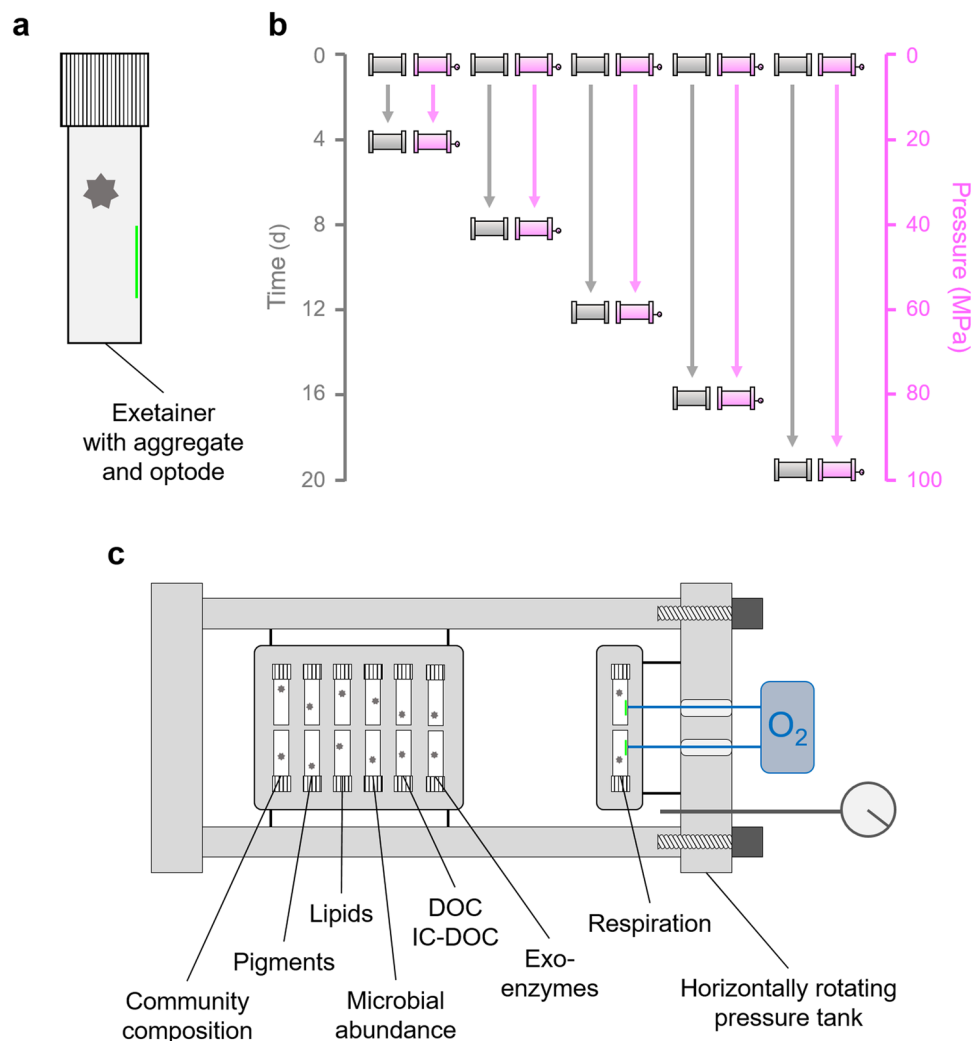 a
Exetainer
with aggregate
and optode
b
Time (d)
0
4
8
12
16
20
Pressure (MPa)
0
20
40
60
80
100
c
O2
Community
composition
Pigments
Lipids
Microbial
abundance
DOC
IC-DOC
Exo-
enzymes
Respiration
Horizontally rotating
pressure tank